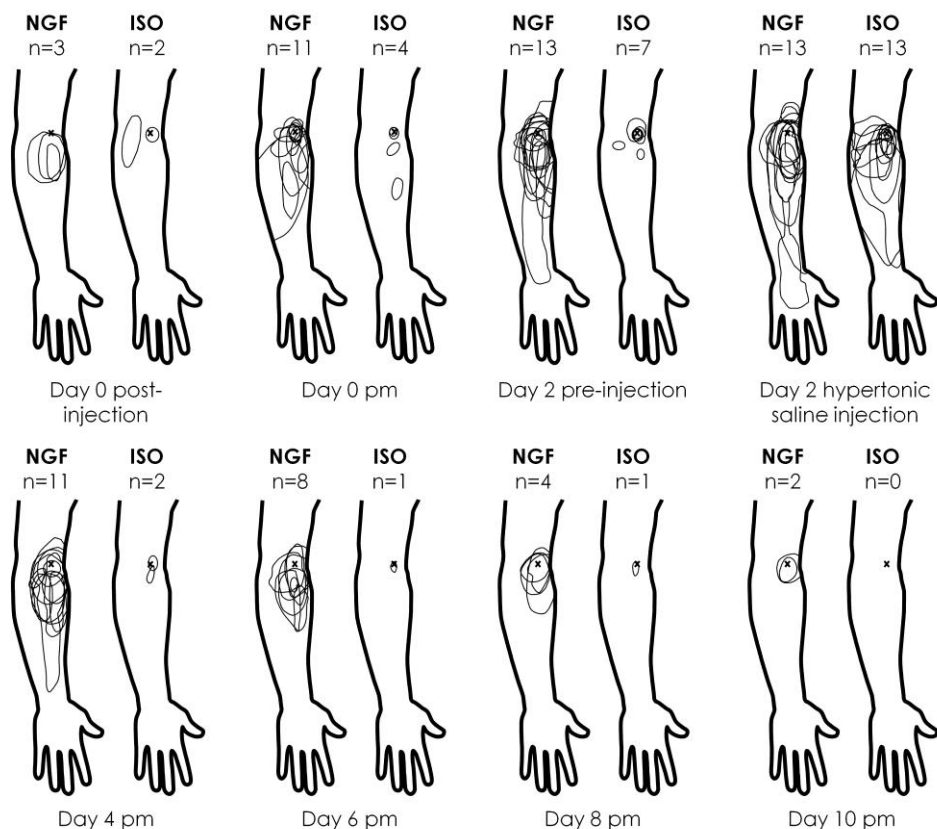 NGF ISO NGF ISO NGF ISO NGF ISO
n=3 n=2 n=11 n=4 n=13 n=7 n=13 n=13
Day 0 post-
injection
Day 0 pm
Day 2 pre-injection
Day 2 hypertonic
saline injection
NGF ISO NGF ISO NGF ISO NGF ISO
n=11 n=2 n=8 n=1 n=4 n=1 n=2 n=0
Day 4 pm
Day 6 pm
Day 8 pm
Day 10 pm